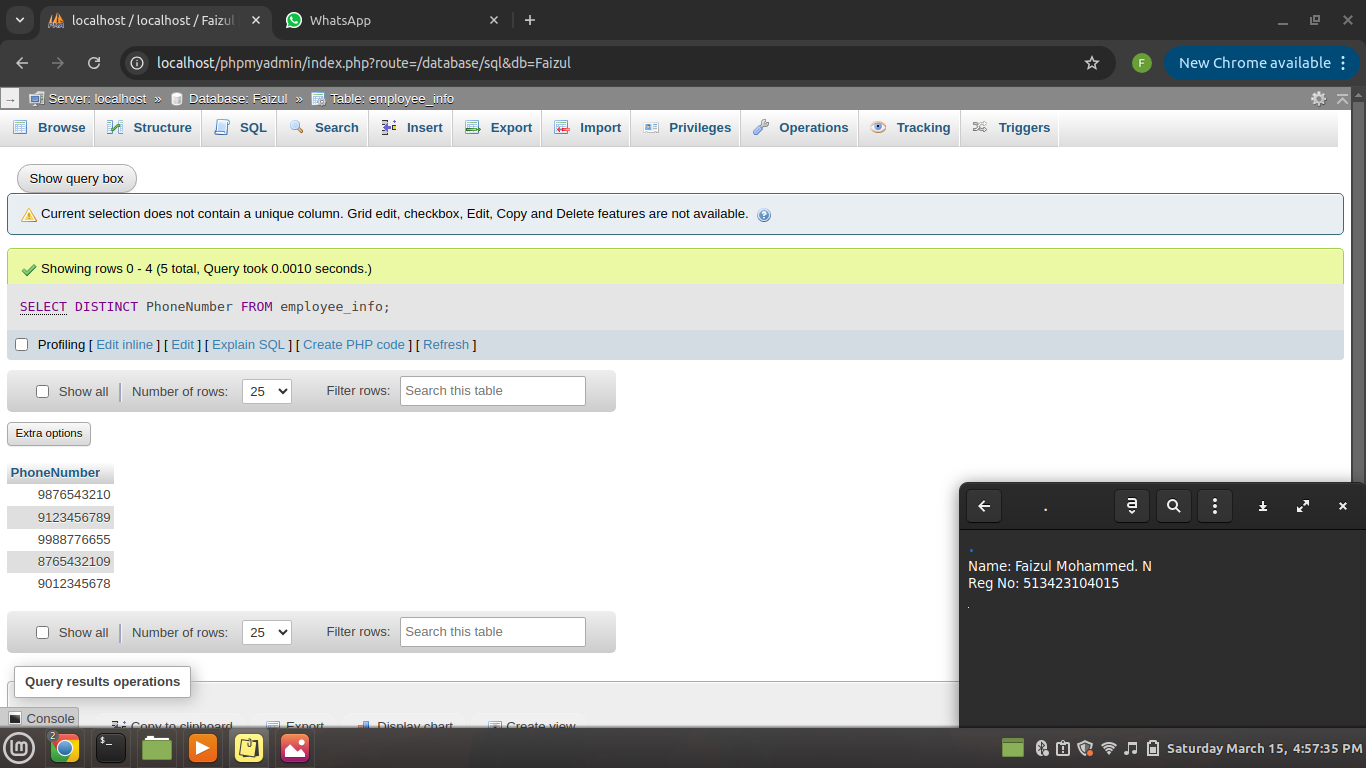 localhost / localhost / Faizul
WhatsApp
localhost/phpmyadmin/index.php?route=/database/sql&db=Faizul
F
New Chrome available
Server: localhost » Database: Faizul » Table: employee_info
Browse Structure SQL Search Insert Export Import Privileges Operations Tracking Triggers
Show query box
Current selection does not contain a unique column. Grid edit, checkbox, Edit, Copy and Delete features are not available.
Showing rows 0 - 4 (5 total, Query took 0.0010 seconds.)
SELECT DISTINCT PhoneNumber FROM employee_info;
Profiling [ Edit inline ] [ Edit ] [ Explain SQL ] [ Create PHP code ] [ Refresh ]
Show all Number of rows: 25 Filter rows: Search this table
Extra options
PhoneNumber
9876543210
9123456789
9988776655
8765432109
9012345678
Show all Number of rows: 25 Filter rows: Search this table
Query results operations
Copy to clipboard Export Display chart Create view
Console
.
a
.
Name: Faizul Mohammed. N
Reg No: 513423104015
.
2
$_
Saturday March 15, 4:57:35 PM